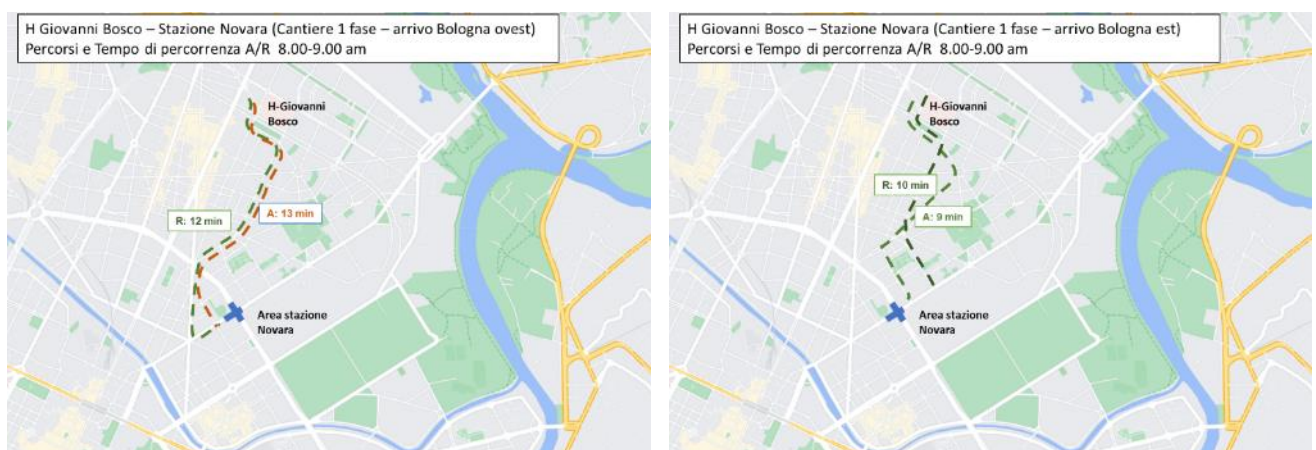 H Giovanni Bosco – Stazione Novara (Cantiere 1 fase – arrivo Bologna ovest)
Percorsi e Tempo di percorrenza A/R 8.00-9.00 am
H-Giovanni
Bosco
R: 12 min
A: 13 min
Area stazione
Novara
H Giovanni Bosco – Stazione Novara (Cantiere 1 fase – arrivo Bologna est)
Percorsi e Tempo di percorrenza A/R 8.00-9.00 am
H-Giovanni
Bosco
R: 10 min
A: 9 min
Area stazione
Novara